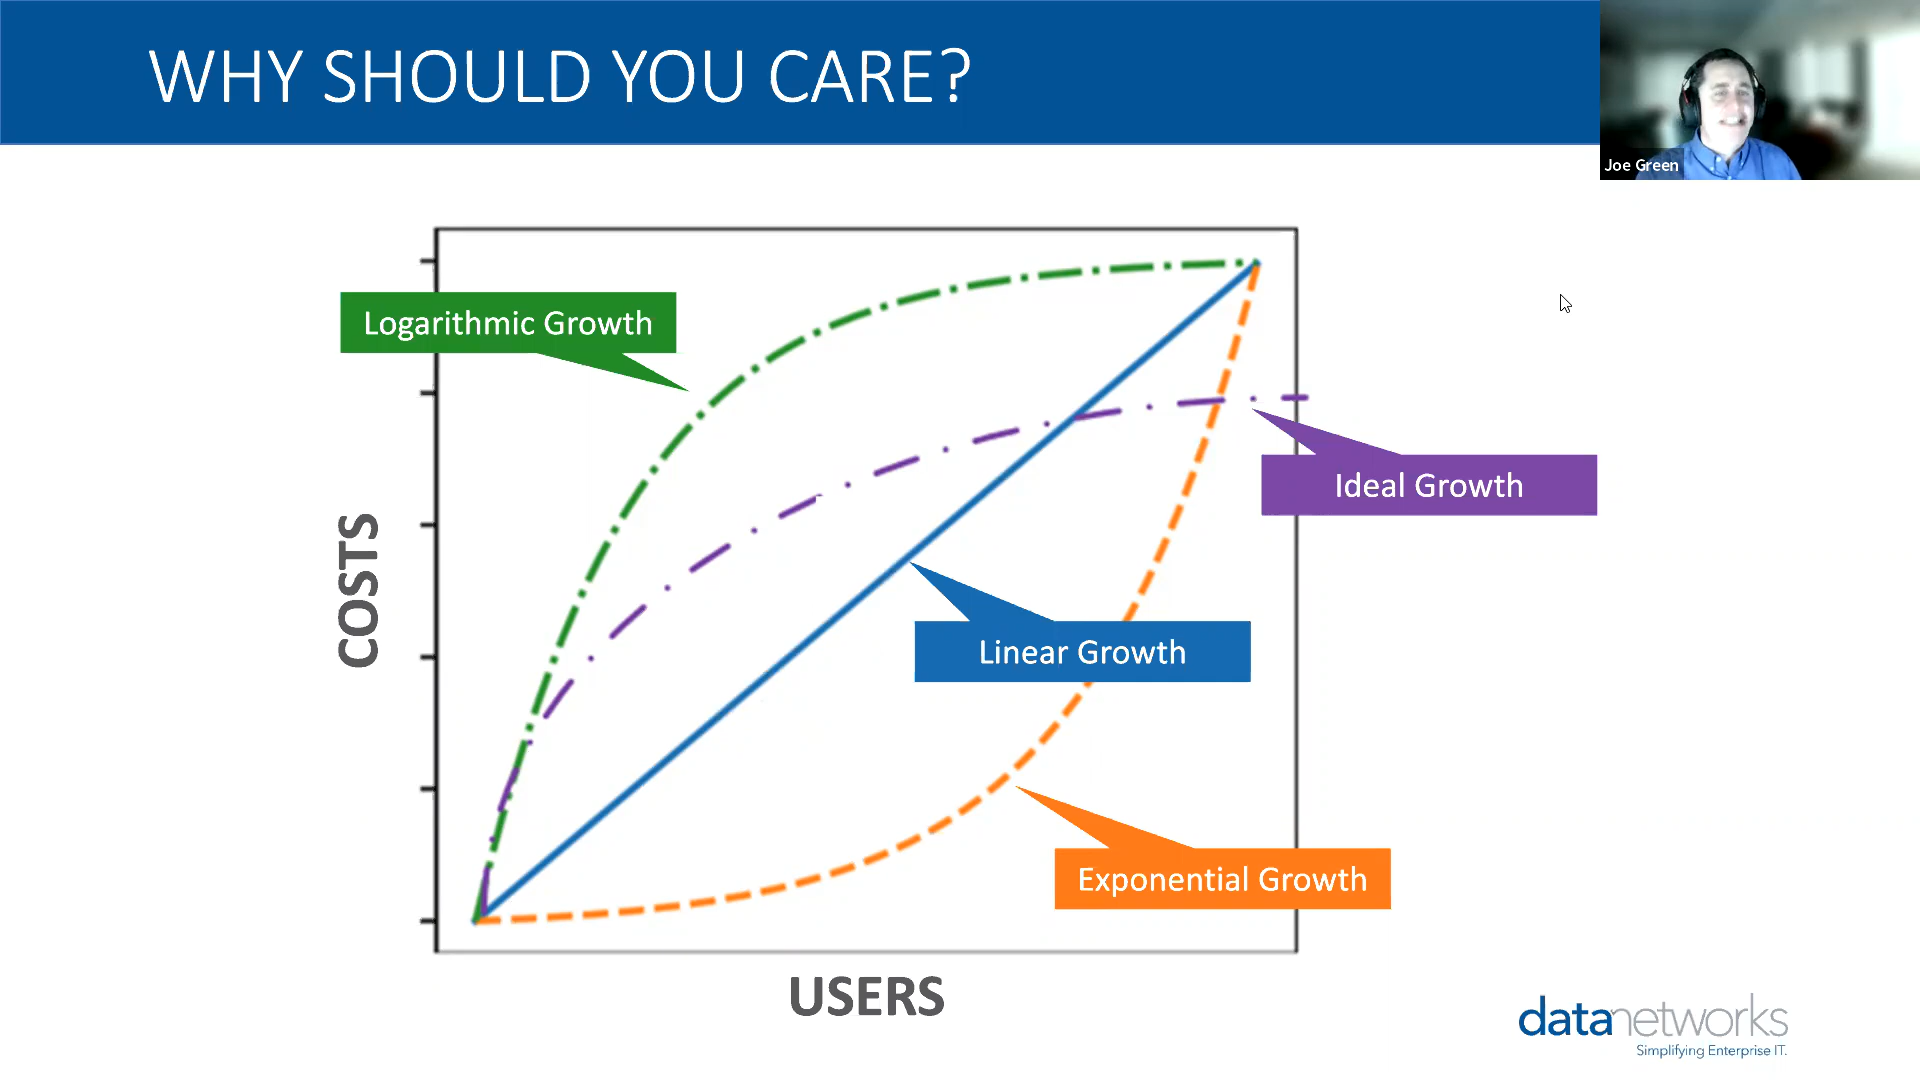 WHY SHOULD YOU CARE?
Joe Green
Logarithmic Growth
Ideal Growth
Linear Growth
Exponential Growth
COSTS
USERS
datanetworks
Simplifying Enterprise IT.